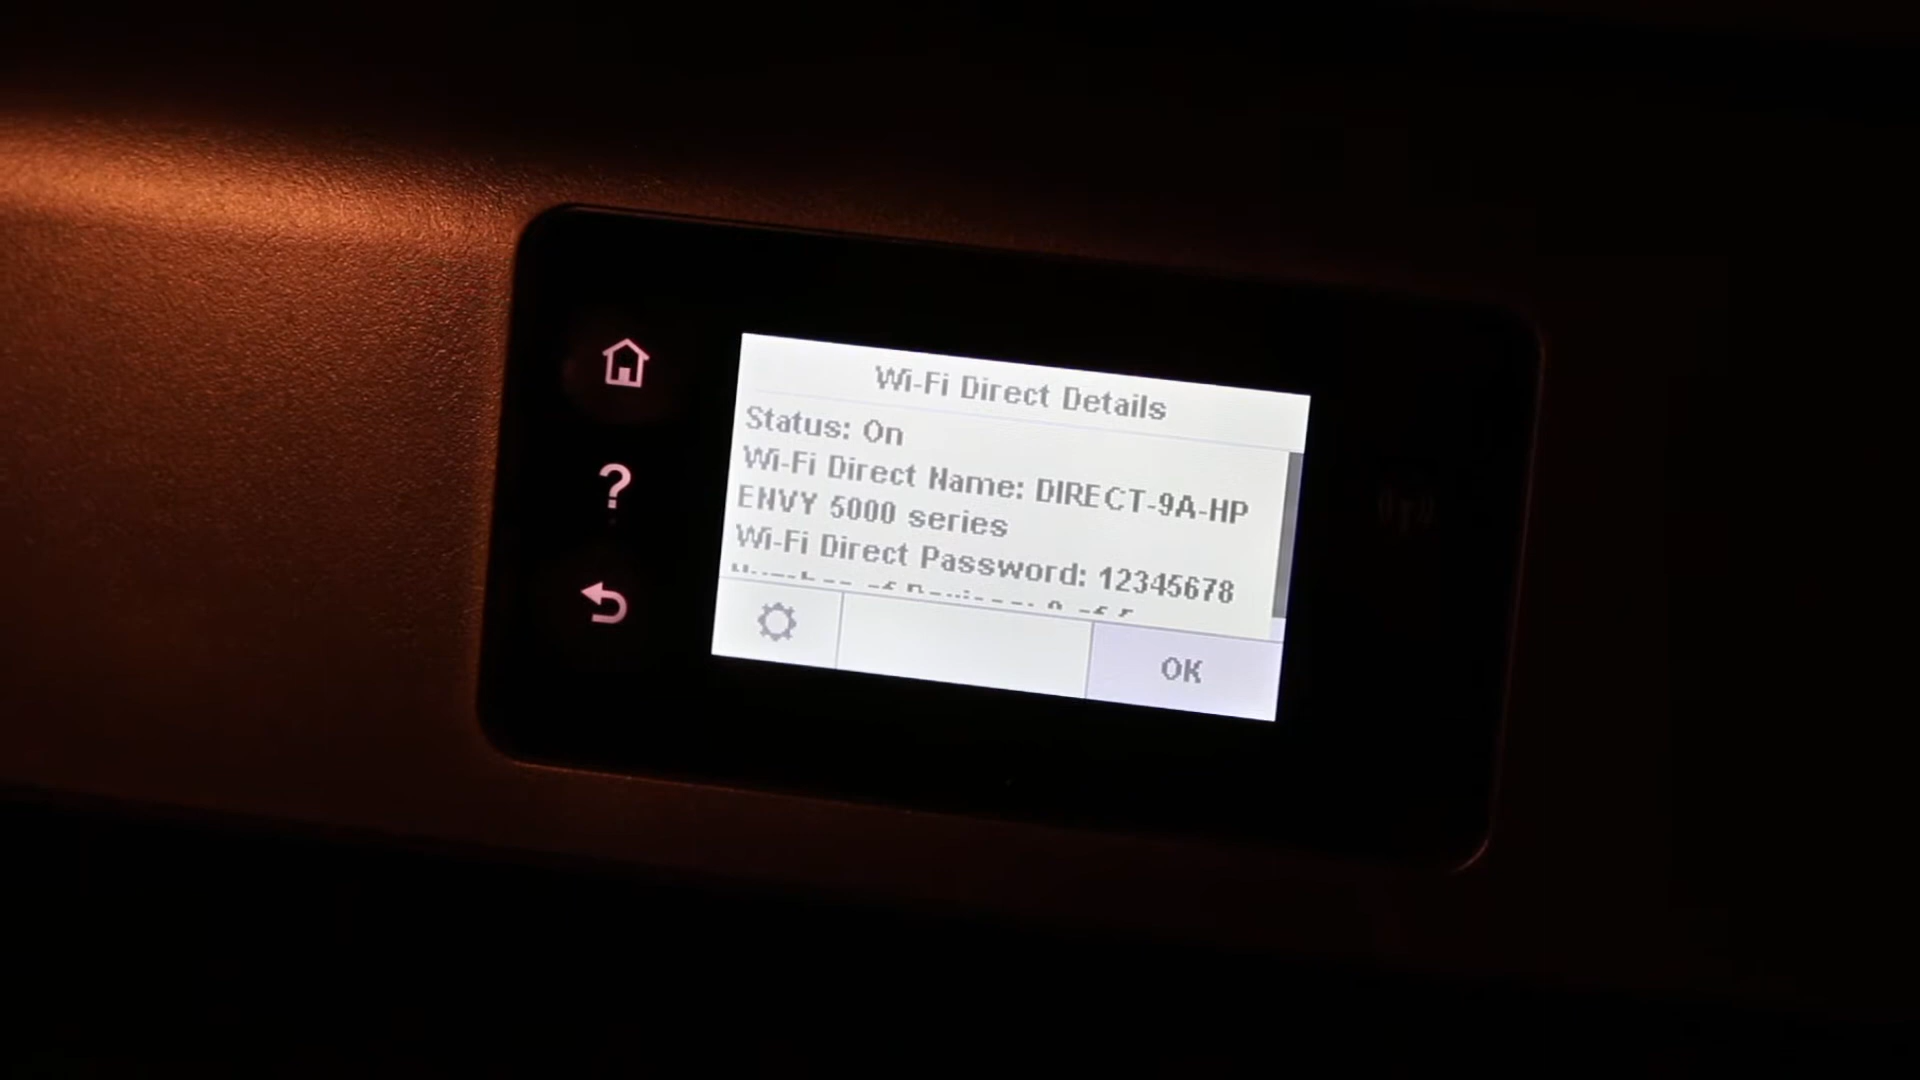 Wi-Fi Direct Details
Status: On
Wi-Fi Direct Name: DIRECT-9A-HP
ENVY 5000 series
Wi-Fi Direct Password: 12345678
?
OK